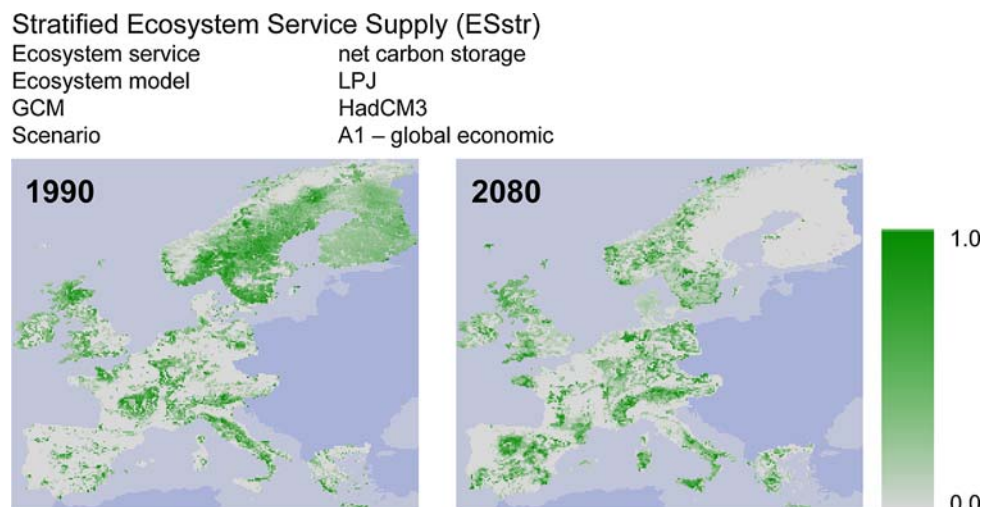 Stratified Ecosystem Service Supply (ESstr)
Ecosystem service net carbon storage
Ecosystem model LPJ
GCM HadCM3
Scenario A1 – global economic
1990 2080
1.0
0.0